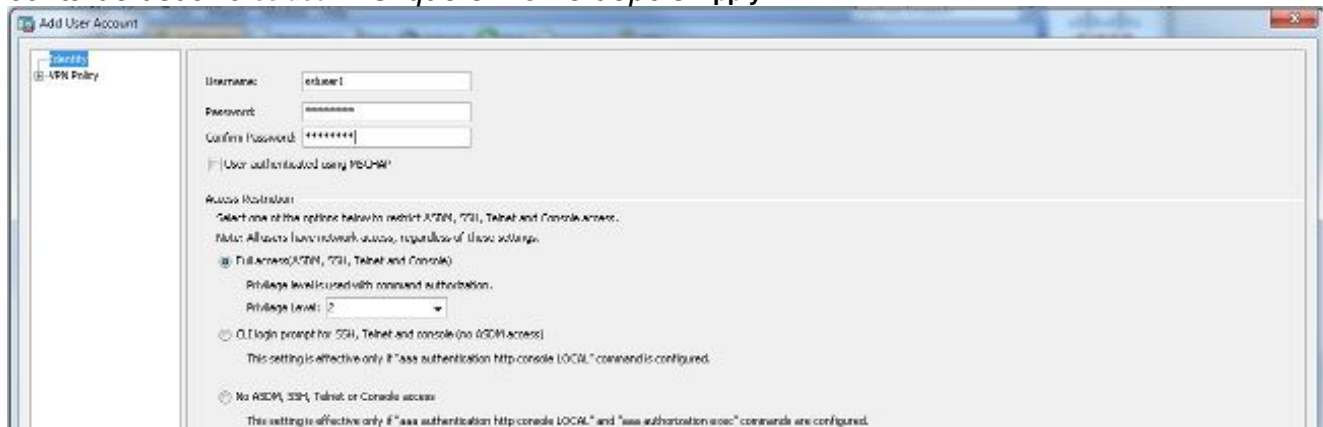 Add User Account
Identity
VPN Policy
Username:
Password:
********
Confirm Password: ********
User authenticated using MSCHAP
Access Restriction
Select one of the options below to restrict ASDM, SSH, Telnet and Console access.
Note: All users have network access, regardless of these settings.
Full access(ASDM, SSH, Telnet and Console)
Privilege level is used with command authorization.
Privilege Level: 2
CLI login prompt for SSH, Telnet and console (no ASDM access)
This setting is effective only if "aaa authentication http console LOCAL" command is configured.
No ASDM, SSH, Telnet or Console access
This setting is effective only if "aaa authentication http console LOCAL" and "aaa authorization exec" commands are configured.